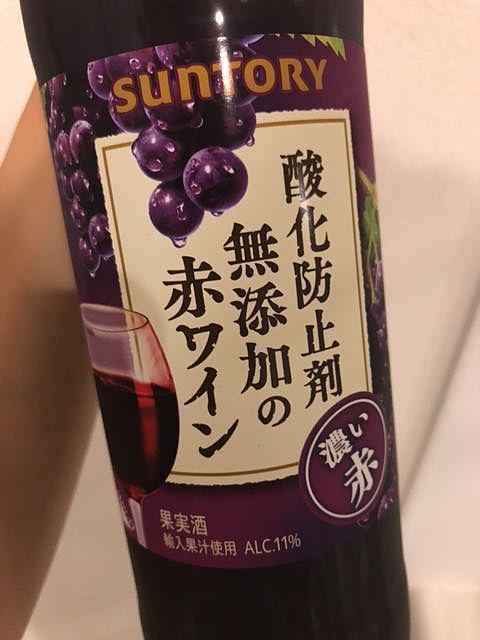 SUNTORY
酸化防止剤
無添加の
赤ワイン
濃い
赤
果実酒
輸入果汁使用 ALC.11%